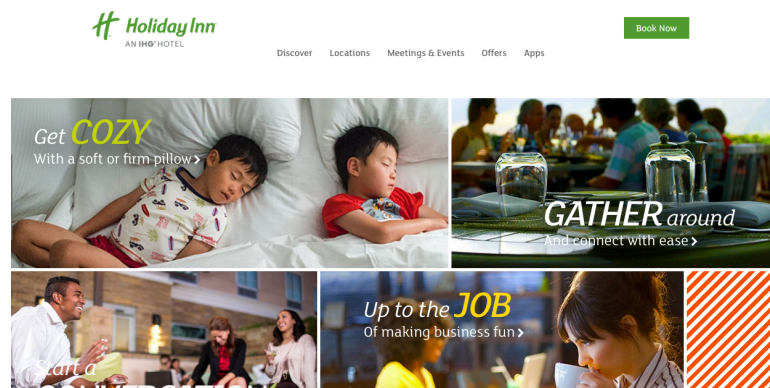 Holiday Inn
AN IHG® HOTEL
Book Now
Discover Locations Meetings & Events Offers Apps
Get COZY
With a soft or firm pillow
GATHER around
And connect with ease
Up to the JOB
Of making business fun
Start a
CONVERSATION